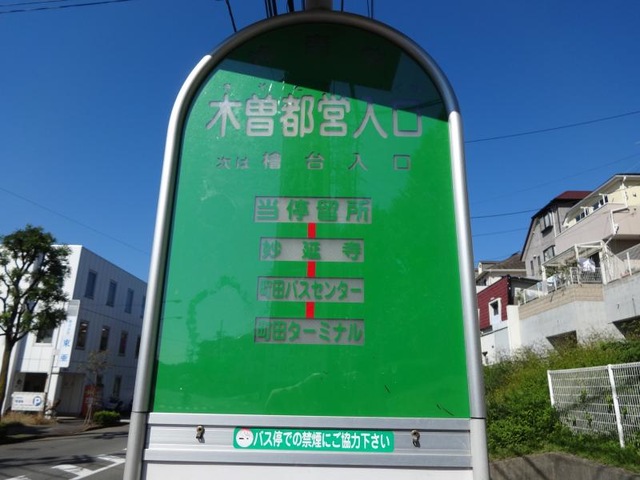 木曽都営入口
次は 檜台入口
当停留所
妙延寺
町田バスセンター
町田ターミナル
バス停での禁煙にご協力下さい